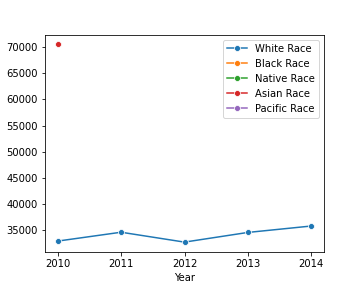 White Race
Black Race
Native Race
Asian Race
Pacific Race
70000
65000
60000
55000
50000
45000
40000
35000
2010 2011 2012 2013 2014
Year